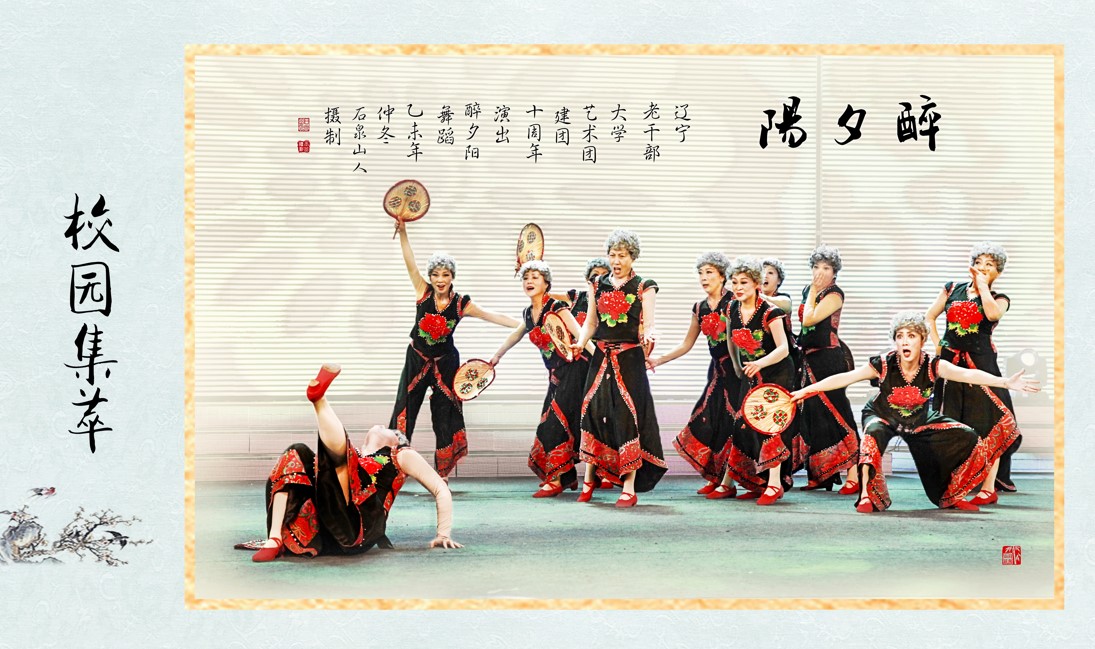 醉夕陽
辽宁
老干部
大学
艺术团
建团
十周年
演出
醉夕阳
舞蹈
乙未年
仲冬
石泉山人
摄制
校园集萃